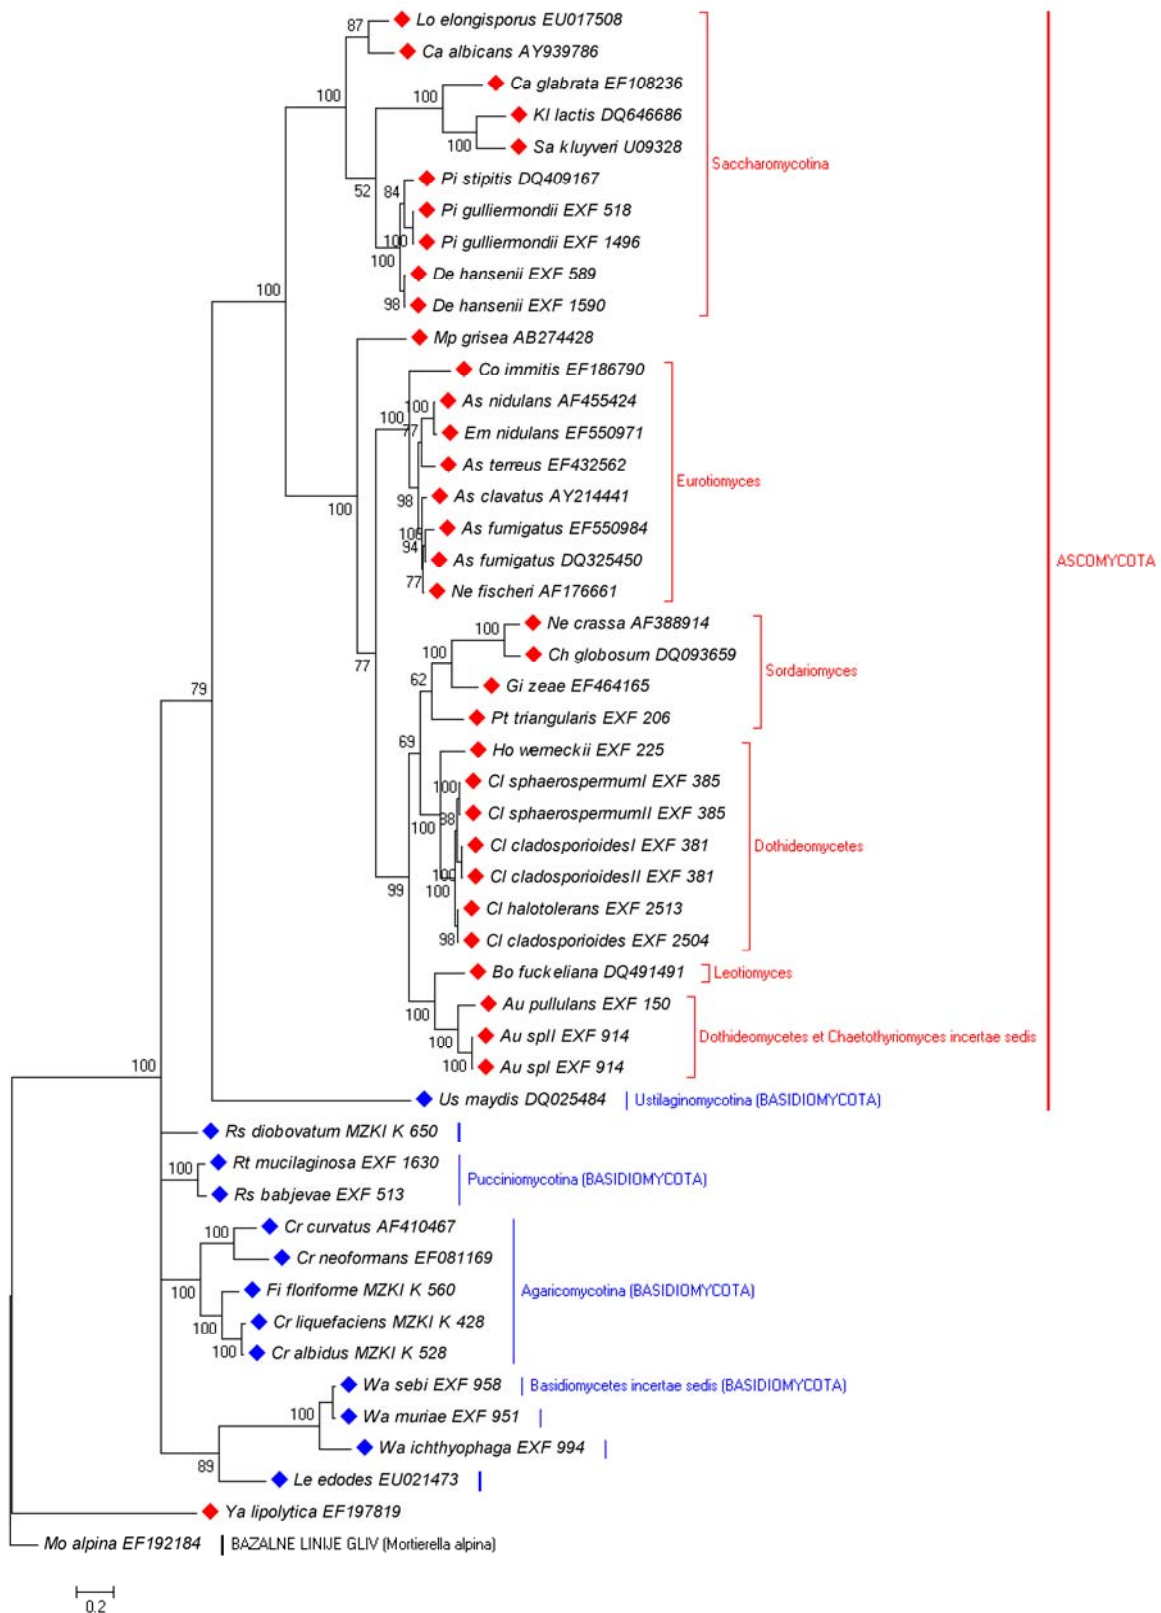 87
Lo elongisporus EU017508
Ca albicans AY939786
100
100
Ca glabrata EF108236
Kl lactis DQ646686
100
Sa kluyveri U09328
Saccharomycotina
52
84
Pi stipitis DQ409167
Pi gulliermondii EXF 518
100
Pi gulliermondii EXF 1496
100
De hansenii EXF 589
98
De hansenii EXF 1590
100
Mp grisea AB274428
Co immitis EF186790
100
100
As nidulans AF455424
77
Em nidulans EF550971
As terreus EF432562
Eurotiomyces
98
As clavatus AY214441
100
100
As fumigatus EF550984
94
As fumigatus DQ325450
ASCOMYCOTA
77
Ne fischeri AF176661
100
Ne crassa AF388914
100
Ch globosum DQ093659
77
62
Gi zeae EF464165
Sordariomyces
79
Pt triangularis EXF 206
69
Ho werneckii EXF 225
100
Cl sphaerospermumI EXF 385
100
98
Cl sphaerospermumII EXF 385
Cl cladosporioidesI EXF 381
Dothideomycetes
99
100
100
Cl cladosporioidesII EXF 381
Cl halotolerans EXF 2513
98
Cl cladosporioides EXF 2504
Bo fuckeliana DQ491491
Leotiomyces
100
Au pullulans EXF 150
100
Au spII EXF 914
Dothideomycetes et Chaetothyriomyces incertae sedis
100
100
Au spI EXF 914
Us maydis DQ025484
Ustilaginomycotina (BASIDIOMYCOTA)
Rs diobovatum MZKI K 650
100
Rt mucilaginosa EXF 1630
Pucciniomycotina (BASIDIOMYCOTA)
Rs babjevae EXF 513
100
Cr curvatus AF410467
Cr neoformans EF081169
100
Fi floriforme MZKI K 560
Agaricomycotina (BASIDIOMYCOTA)
100
Cr liquefaciens MZKI K 428
100
Cr albidus MZKI K 528
Wa sebi EXF 958
Basidiomycetes incertae sedis (BASIDIOMYCOTA)
100
Wa muriae EXF 951
Wa ichthyophaga EXF 994
89
Le edodes EU021473
Ya lipolytica EF197819
Mo alpina EF192184
BAZALNE LINIJE GLIV (Mortierella alpina)
0.2